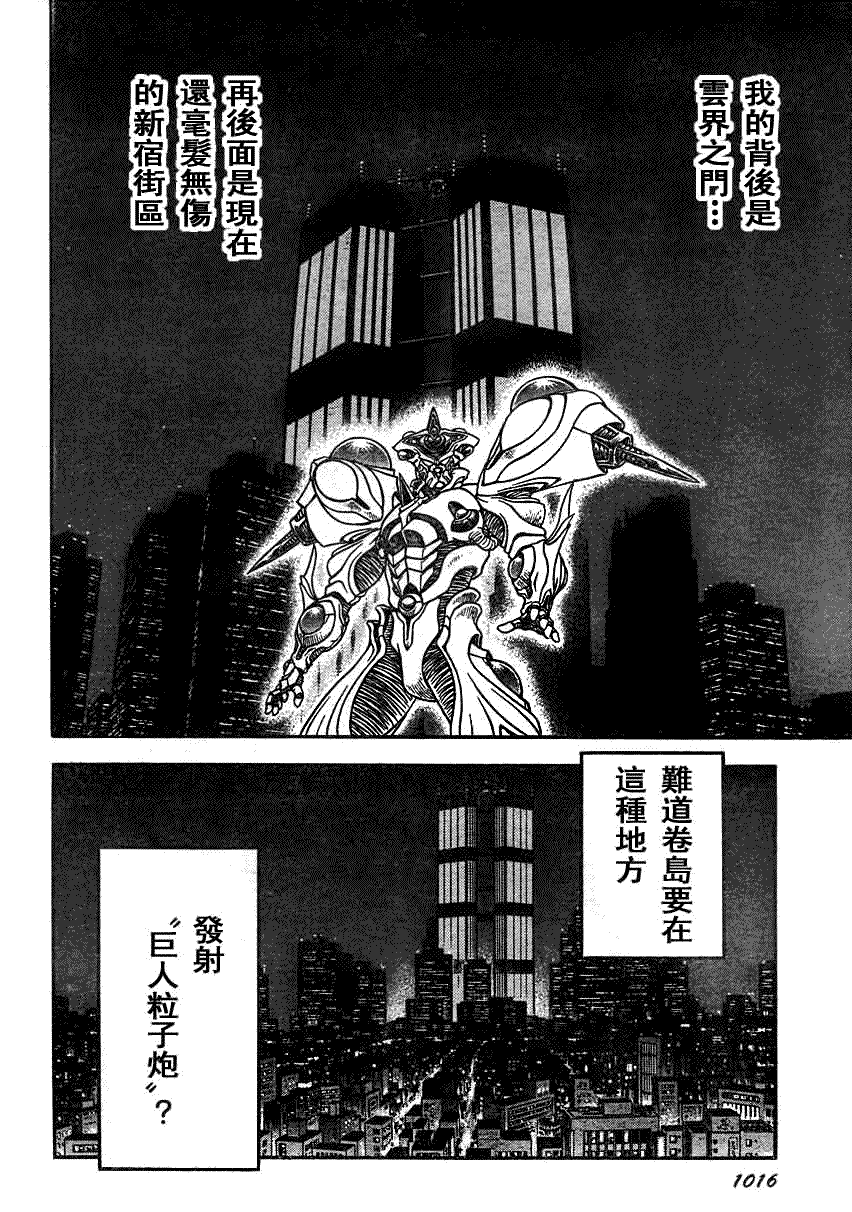 我的背後是
雲界之門…
再後面是現在
還毫髮無傷
的新宿街區
難道卷島要在
這種地方
發射
〝巨人粒子炮〞?
1016